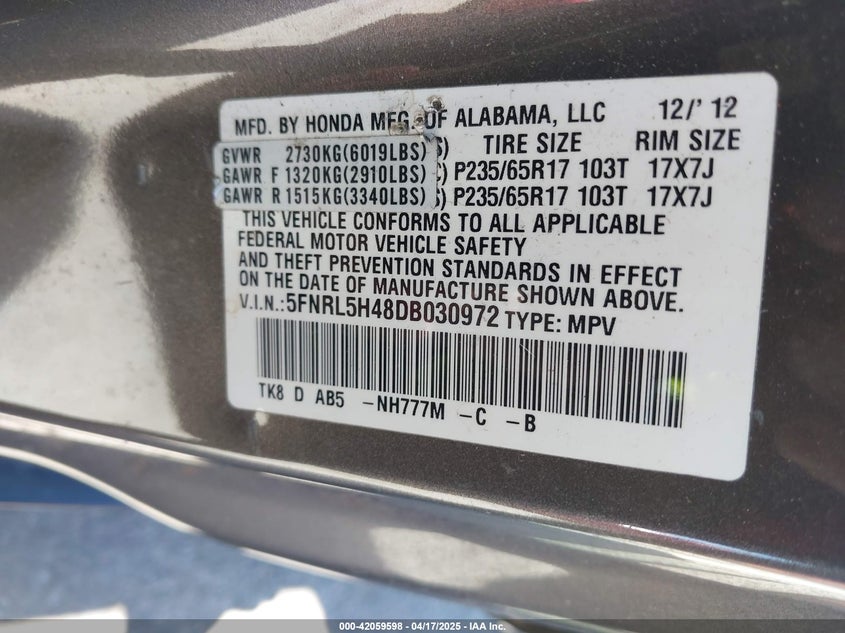 MFD. BY HONDA MFG. OF ALABAMA, LLC 12/' 12
GVWR 2730KG(6019LBS) S) TIRE SIZE RIM SIZE
GAWR F 1320KG(2910LBS) P235/65R17 103T 17X7J
GAWR R 1515KG(3340LBS) P235/65R17 103T 17X7J
THIS VEHICLE CONFORMS TO ALL APPLICABLE
FEDERAL MOTOR VEHICLE SAFETY
AND THEFT PREVENTION STANDARDS IN EFFECT
ON THE DATE OF MANUFACTURE SHOWN ABOVE.
V.I.N.:5FNRL5H48DB030972 TYPE: MPV
TK8 D AB5 -NH777M -C -B
000-42059598 - 04/17/2025 - IAA Inc.